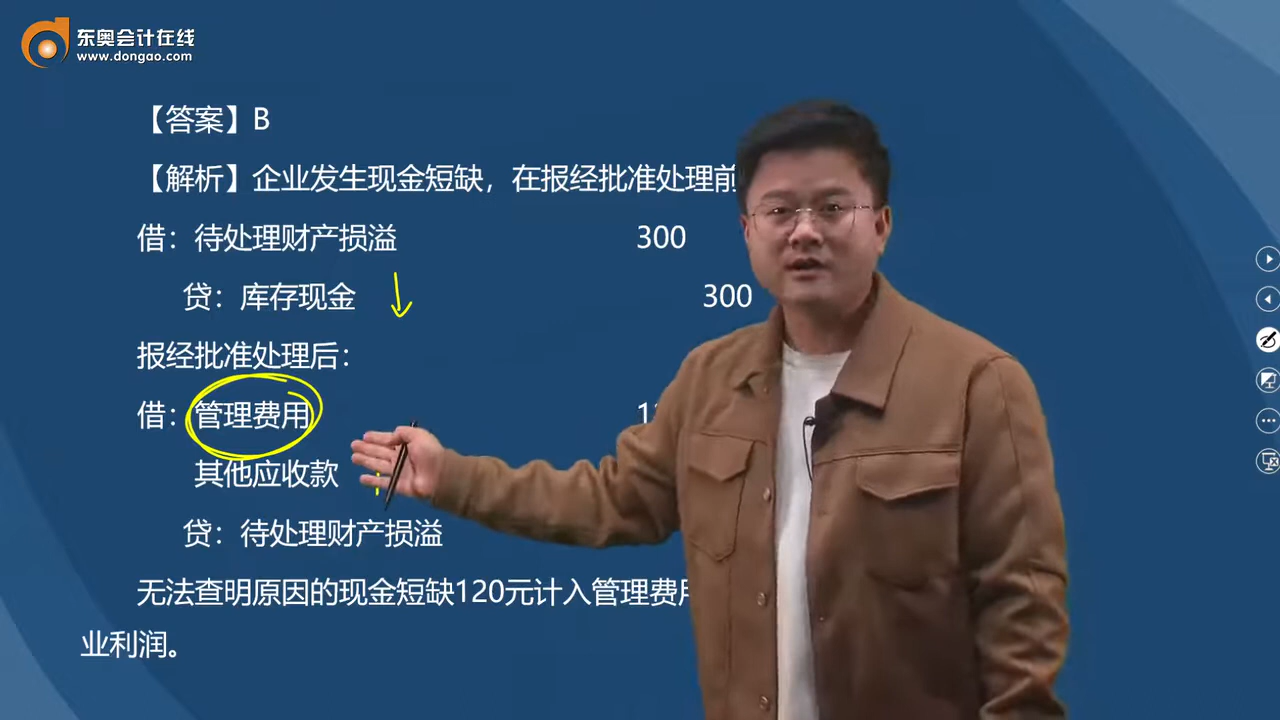 东奥会计在线
www.dongao.com
【答案】B
【解析】企业发生现金短缺，在报经批准处理前
借：待处理财产损溢 300
贷：库存现金 300
报经批准处理后：
借：管理费用
其他应收款
贷：待处理财产损溢
无法查明原因的现金短缺120元计入管理费用
业利润。